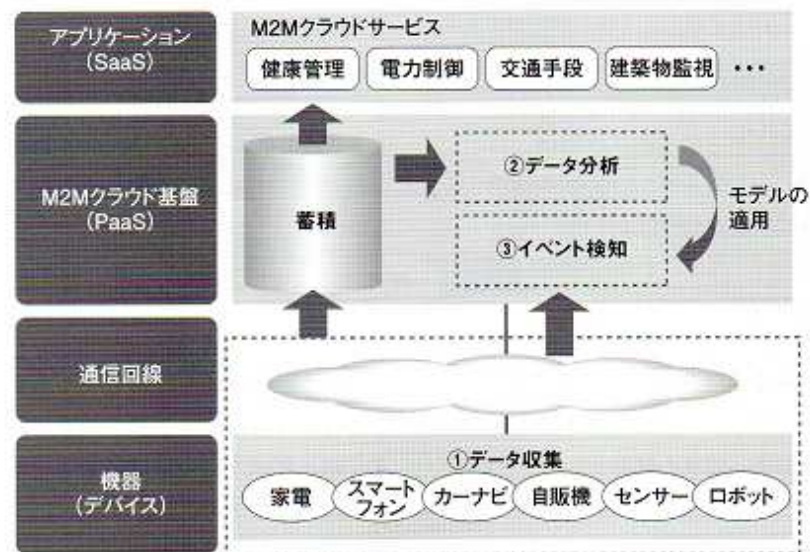 アプリケーション
(SaaS)
M2Mクラウドサービス
健康管理
電力制御
交通手段
建築物監視
•••
M2Mクラウド基盤
(PaaS)
蓄積
②データ分析
③イベント検知
モデルの
適用
通信回線
機器
(デバイス)
①データ収集
家電
スマート
フォン
カーナビ
自販機
センサー
ロボット